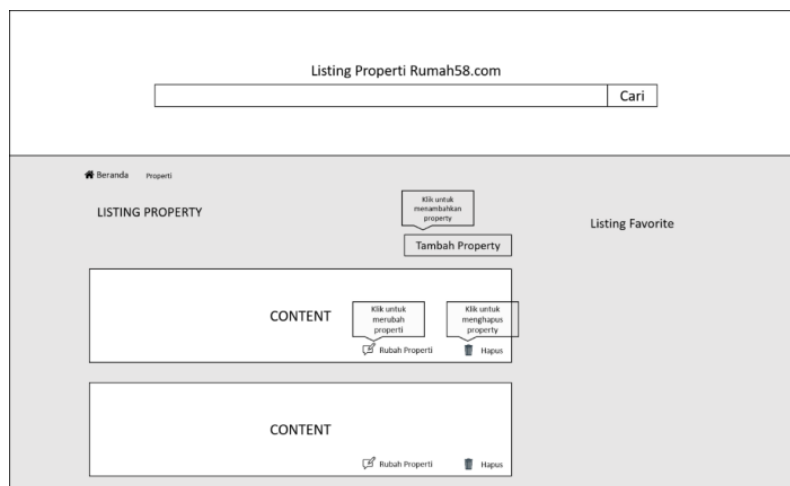 Listing Properti Rumah58.com
Cari
Beranda
Properti
LISTING PROPERTY
Klik untuk
menambahkan
property
Tambah Property
Listing Favorite
CONTENT
Klik untuk
merubah
properti
Klik untuk
menghapus
property
Rubah Properti
Hapus
CONTENT
Rubah Properti
Hapus